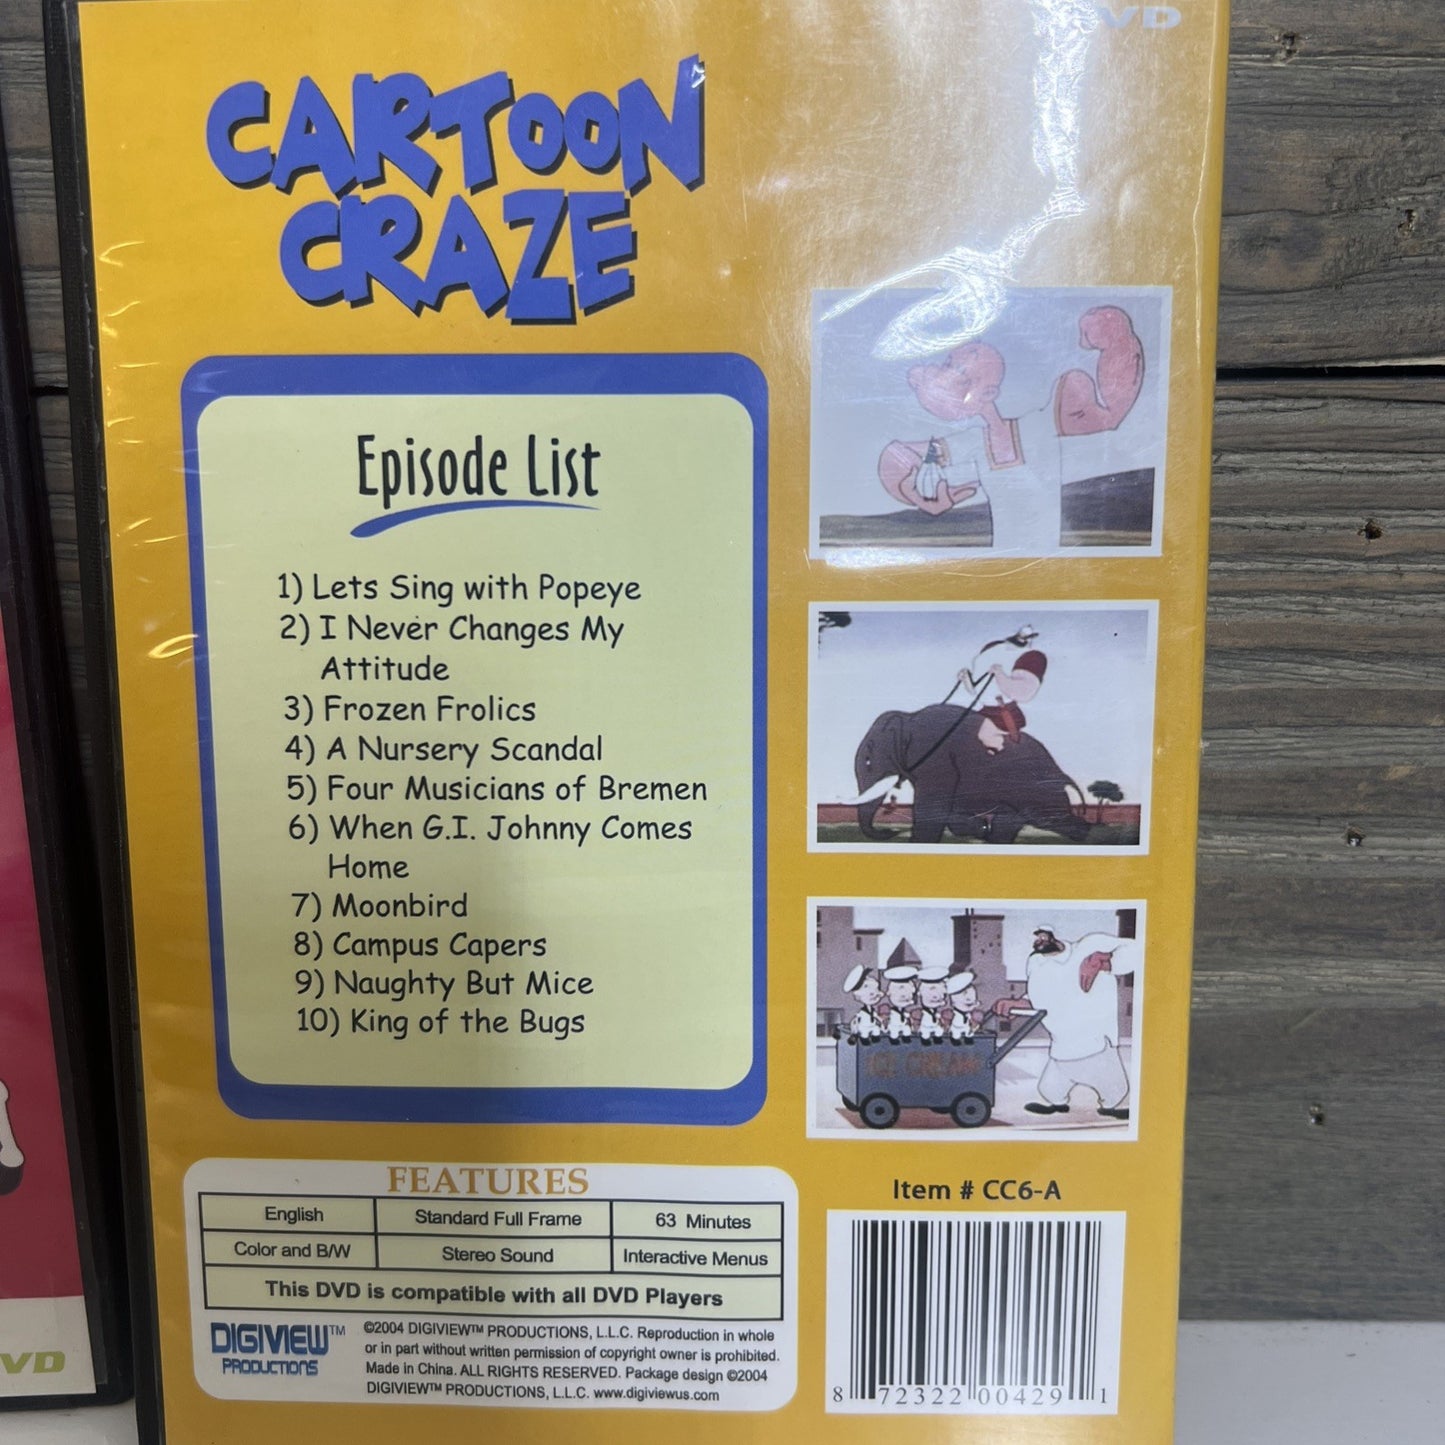 DVD
CARTOON
CRAZE
Episode List
1) Lets Sing with Popeye
2) I Never Changes My
Attitude
3) Frozen Frolics
4) A Nursery Scandal
5) Four Musicians of Bremen
6) When G.I. Johnny Comes
Home
7) Moonbird
8) Campus Capers
9) Naughty But Mice
10) King of the Bugs
ICE CREAM
FEATURES
English Standard Full Frame 63 Minutes
Color and B/W Stereo Sound Interactive Menus
This DVD is compatible with all DVD Players
DIGIVIEW™
PRODUCTIONS
©2004 DIGIVIEW™ PRODUCTIONS, L.L.C. Reproduction in whole
or in part without written permission of copyright owner is prohibited.
Made in China. ALL RIGHTS RESERVED. Package design ©2004
DIGIVIEW™ PRODUCTIONS, L.L.C. www.digiviewus.com
Item # CC6-A
8 72322 00429 1
VD